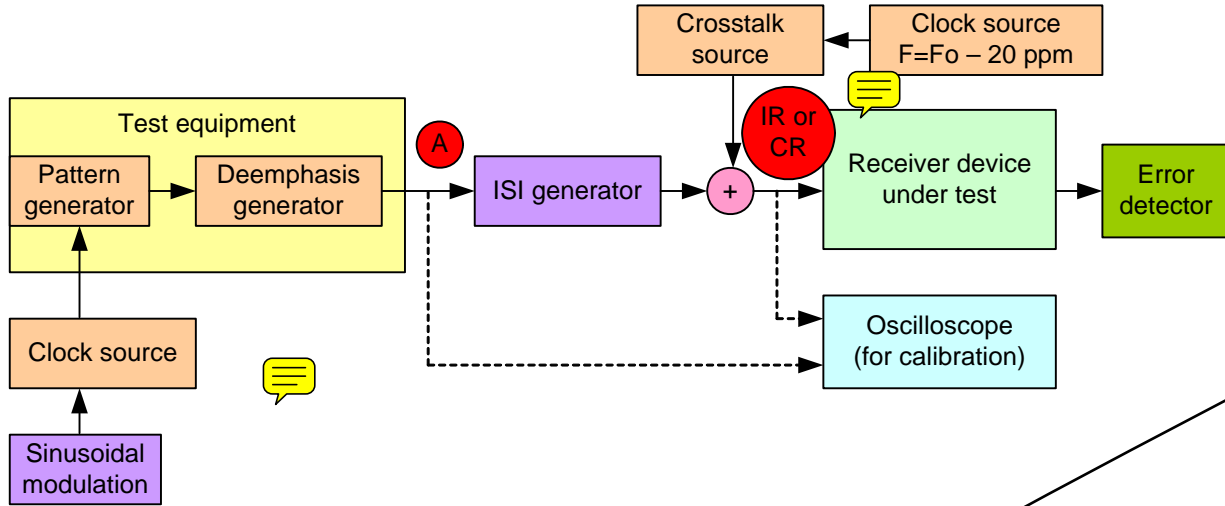 Crosstalk
source
Clock source
F=Fo – 20 ppm
Test equipment
A
IR or
CR
Pattern
generator
Deemphasis
generator
ISI generator
+
Receiver device
under test
Error
detector
Clock source
Oscilloscope
(for calibration)
Sinusoidal
modulation